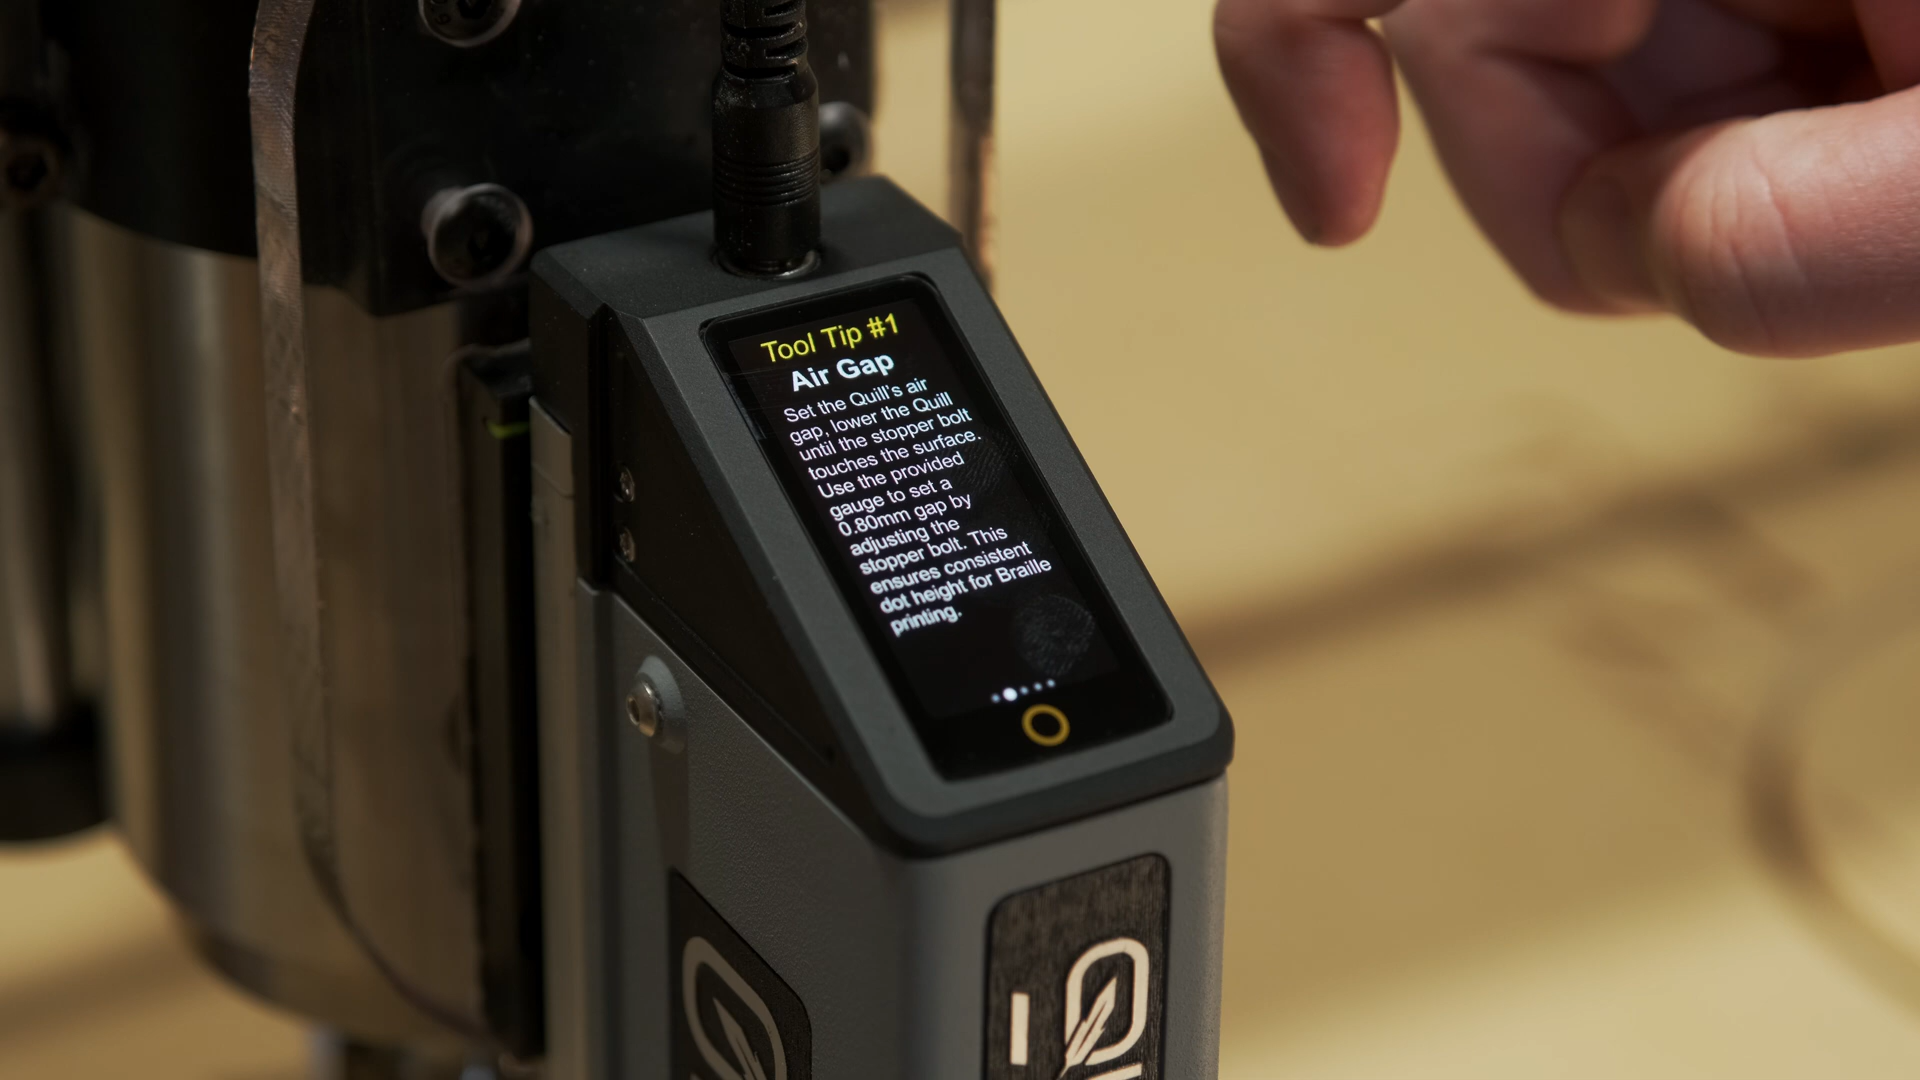 Tool Tip #1
Air Gap
Set the Quill's air
gap, lower the Quill
until the stopper bolt
touches the surface.
Use the provided
gauge to set a
0.80mm gap by
adjusting the
stopper bolt. This
ensures consistent
dot height for Braille
printing.